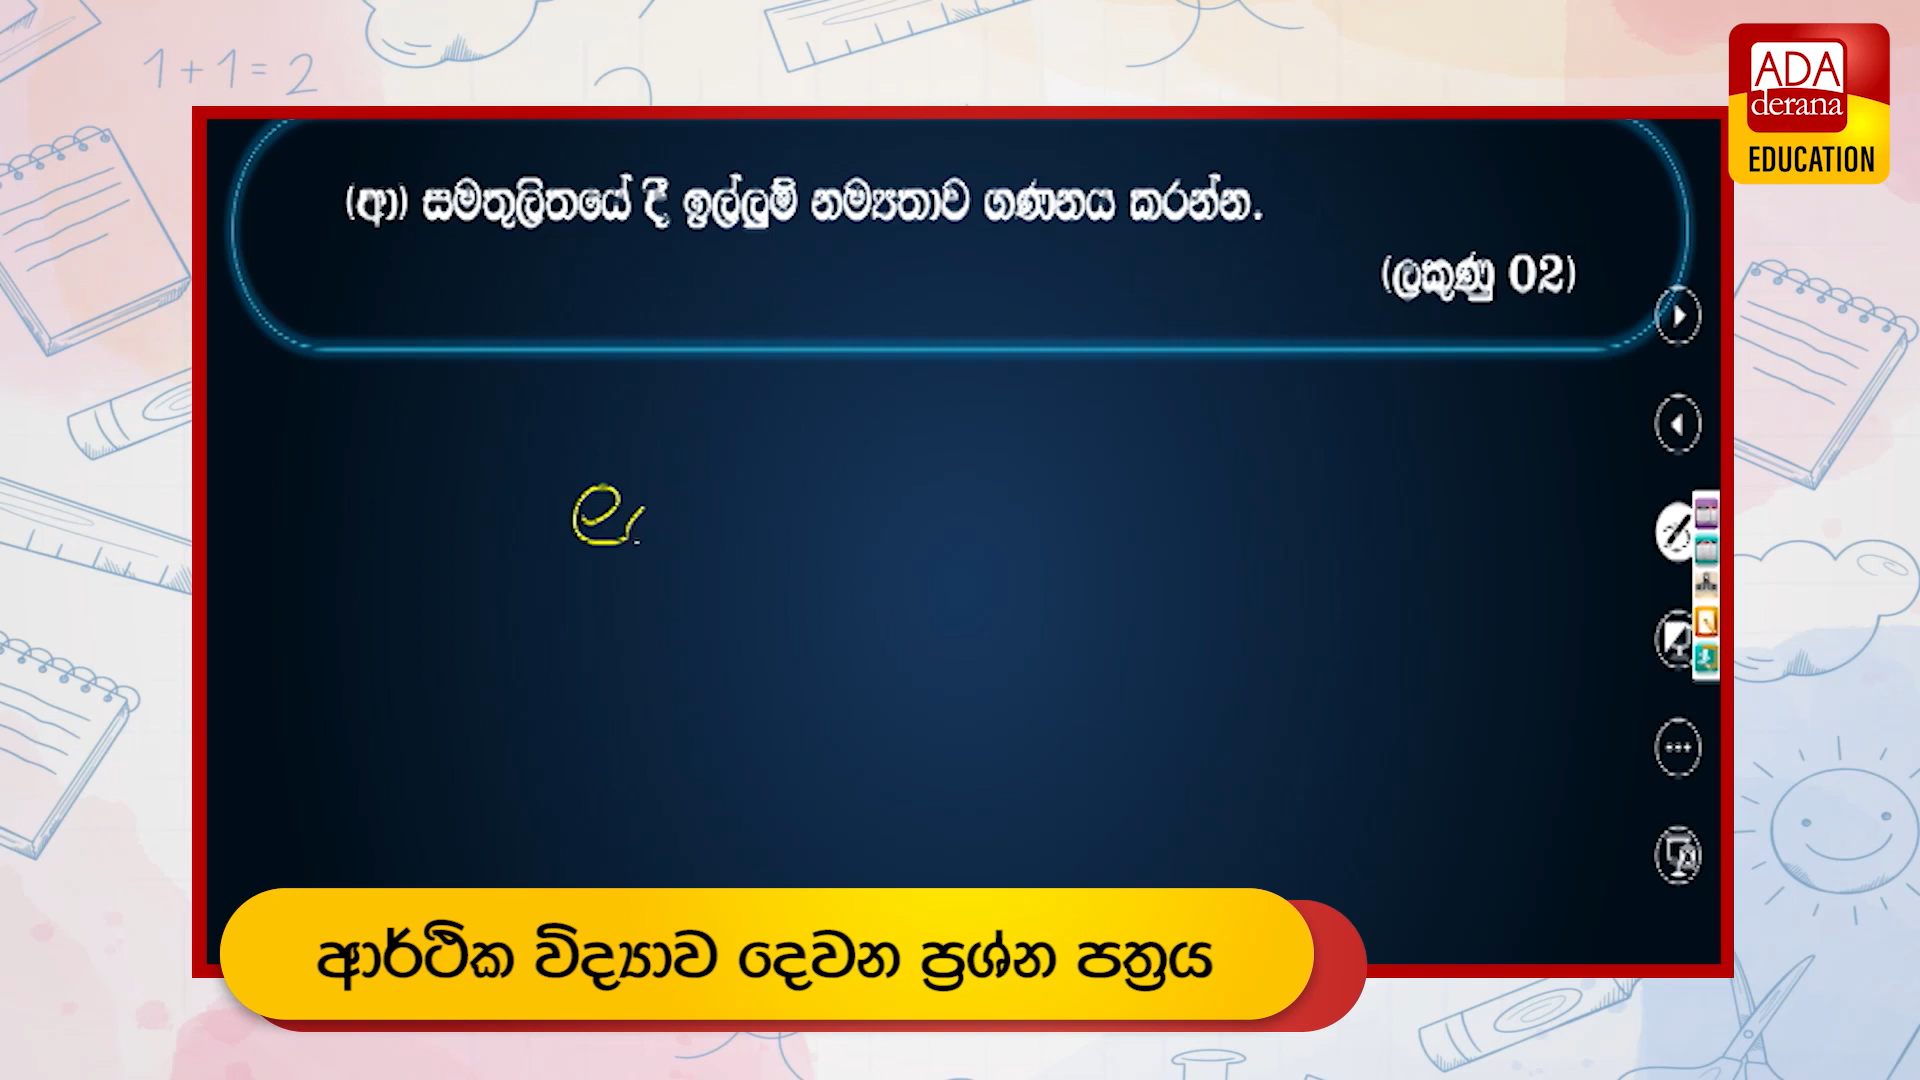 1+1=2
ADA
derana
EDUCATION
(ආ) සමතුලිතයේ දී ඉල්ලුම් නම්‍යතාව ගණනය කරන්න.
(ලකුණු 02)
ආර්ථික විද්‍යාව දෙවන ප්‍රශ්න පත්‍රය